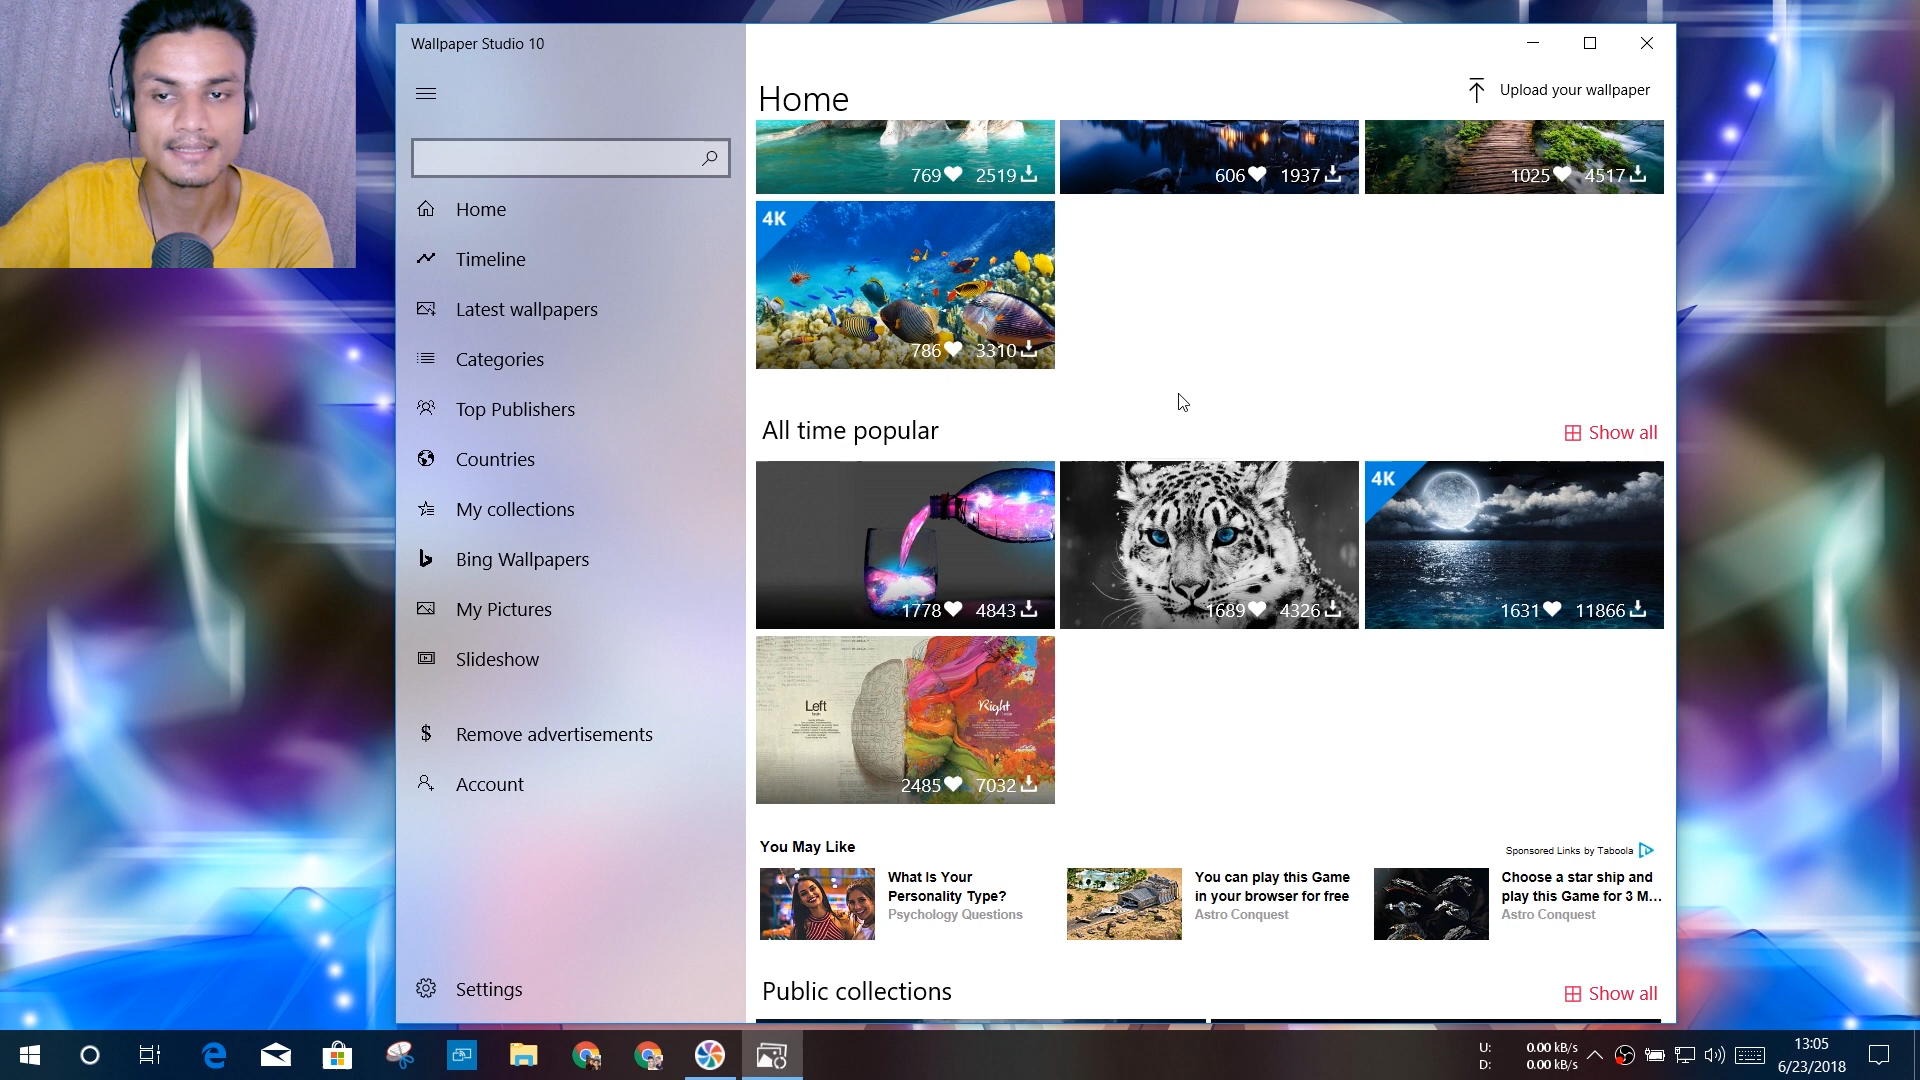 Wallpaper Studio 10
Home
Upload your wallpaper
769 2519
606 1937
1025 4517
Home
Timeline
Latest wallpapers
Categories
Top Publishers
Countries
My collections
Bing Wallpapers
My Pictures
Slideshow
Remove advertisements
Account
Settings
4K
786 3310
All time popular
Show all
1778 4843
1689 4326
4K
1631 11866
Left
Right
2485 7032
You May Like
Sponsored Links by Taboola
What Is Your
Personality Type?
Psychology Questions
You can play this Game
in your browser for free
Astro Conquest
Choose a star ship and
play this Game for 3 M...
Astro Conquest
Public collections
Show all
U: 0.00 kB/s
D: 0.00 kB/s
13:05
6/23/2018